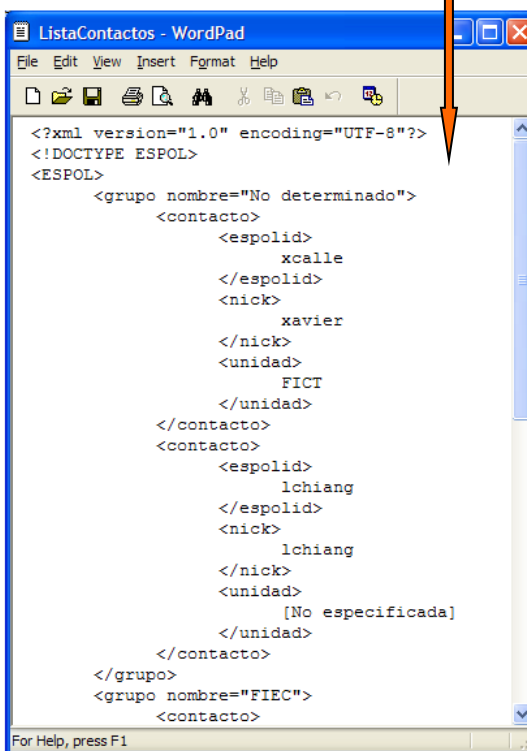 ListaContactos - WordPad
File Edit View Insert Format Help
<?xml version="1.0" encoding="UTF-8"?>
<!DOCTYPE ESPOL>
<ESPOL>
<grupo nombre="No determinado">
<contacto>
<espolid>
xcalle
</espolid>
<nick>
xavier
</nick>
<unidad>
FICT
</unidad>
</contacto>
<contacto>
<espolid>
lchiang
</espolid>
<nick>
lchiang
</nick>
<unidad>
[No especificada]
</unidad>
</contacto>
</grupo>
<grupo nombre="FIEC">
<contacto>
For Help, press F1